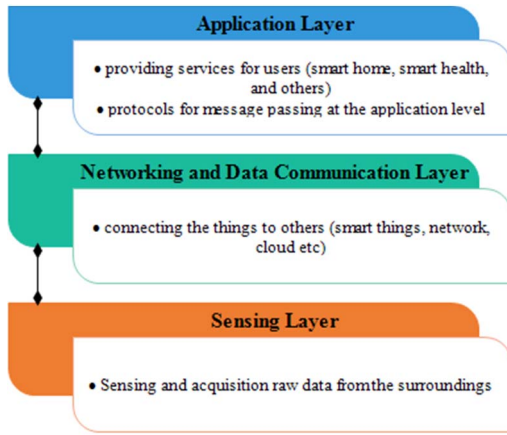 Application Layer
• providing services for users (smart home, smart health,
and others)
• protocols for message passing at the application level
Networking and Data Communication Layer
• connecting the things to others (smart things, network,
cloud etc)
Sensing Layer
• Sensing and acquisition raw data from the surroundings